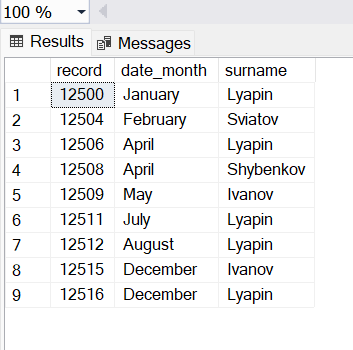 100 %
Results Messages
record date_month surname
1 12500 January Lyapin
2 12504 February Sviatov
3 12506 April Lyapin
4 12508 April Shybenkov
5 12509 May Ivanov
6 12511 July Lyapin
7 12512 August Lyapin
8 12515 December Ivanov
9 12516 December Lyapin